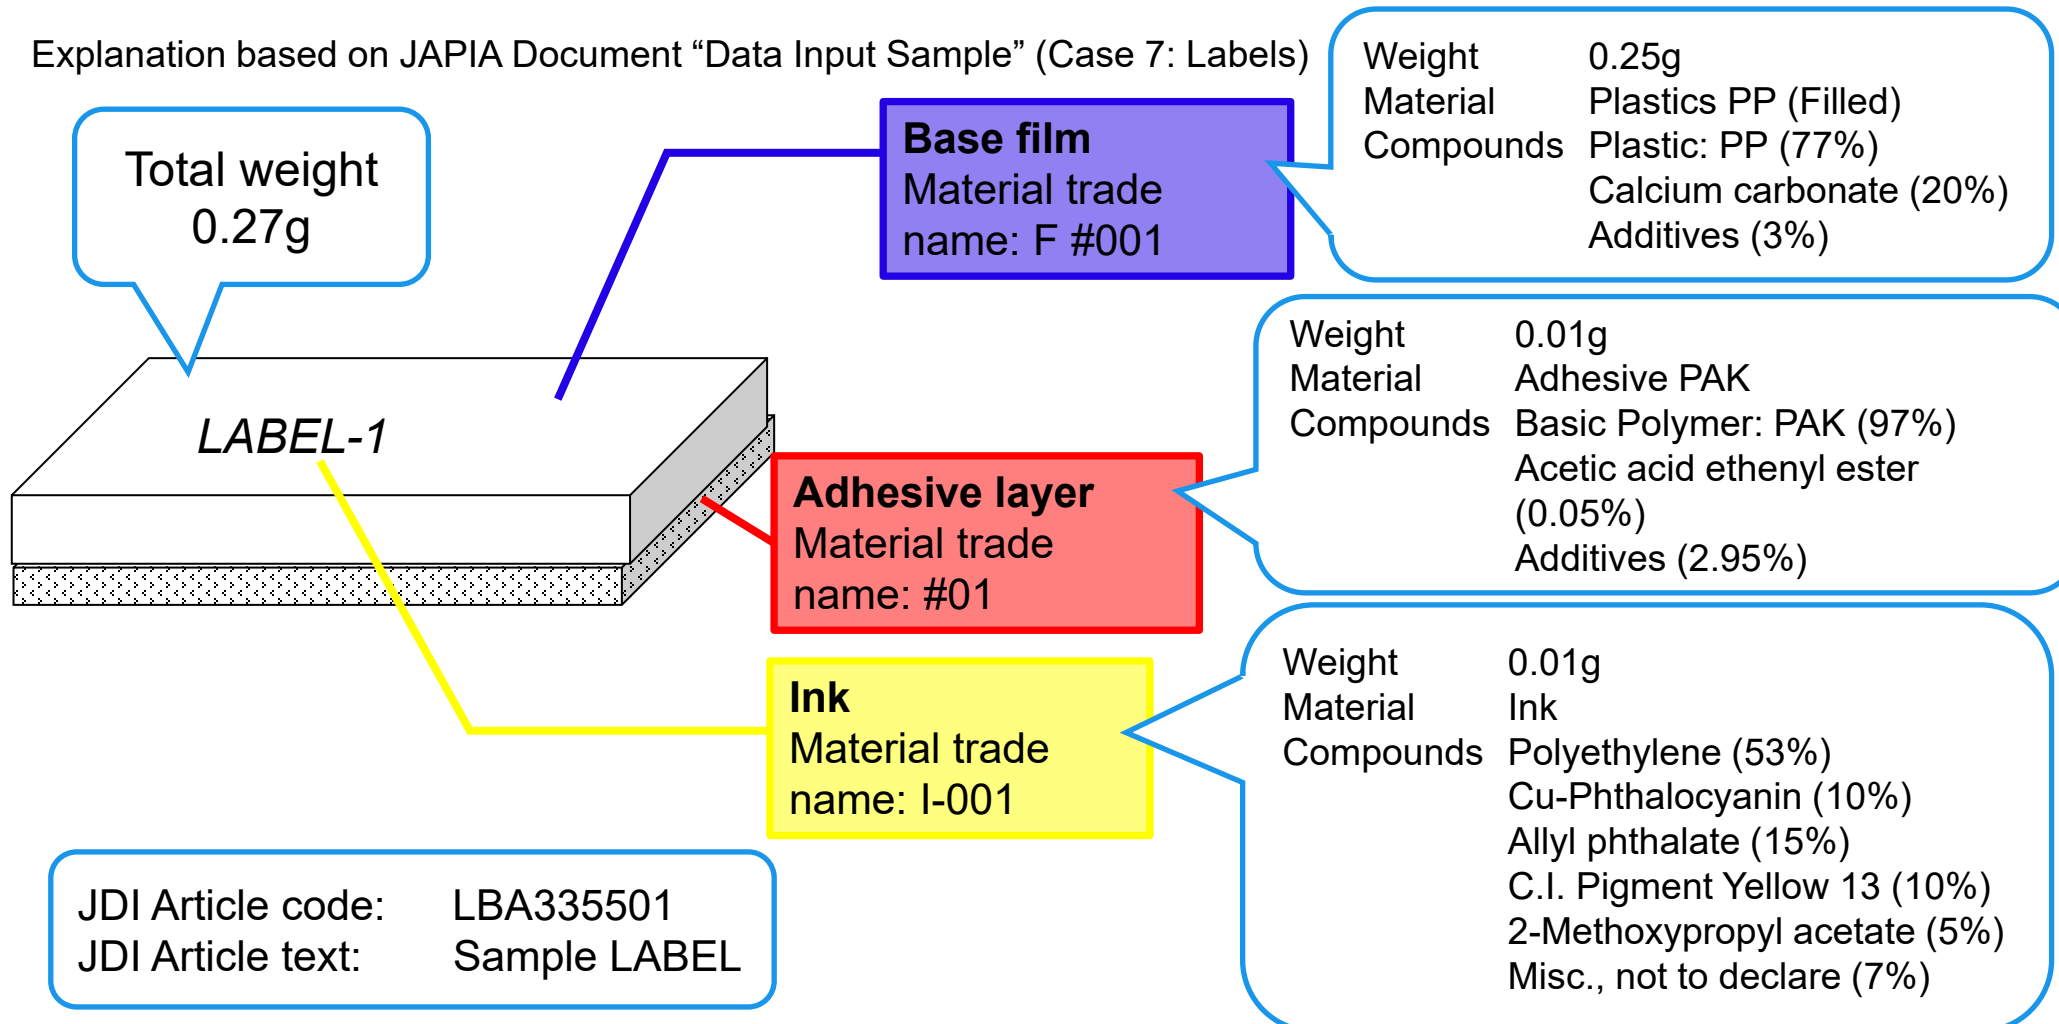 Explanation based on JAPIA Document “Data Input Sample” (Case 7: Labels)
Total weight
0.27g
LABEL-1
Base film
Material trade
name: F #001
Weight 0.25g
Material Plastics PP (Filled)
Compounds Plastic: PP (77%)
Calcium carbonate (20%)
Additives (3%)
Adhesive layer
Material trade
name: #01
Weight 0.01g
Material Adhesive PAK
Compounds Basic Polymer: PAK (97%)
Acetic acid ethenyl ester
(0.05%)
Additives (2.95%)
Ink
Material trade
name: I-001
Weight 0.01g
Material Ink
Compounds Polyethylene (53%)
Cu-Phthalocyanin (10%)
Allyl phthalate (15%)
C.I. Pigment Yellow 13 (10%)
2-Methoxypropyl acetate (5%)
Misc., not to declare (7%)
JDI Article code: LBA335501
JDI Article text: Sample LABEL